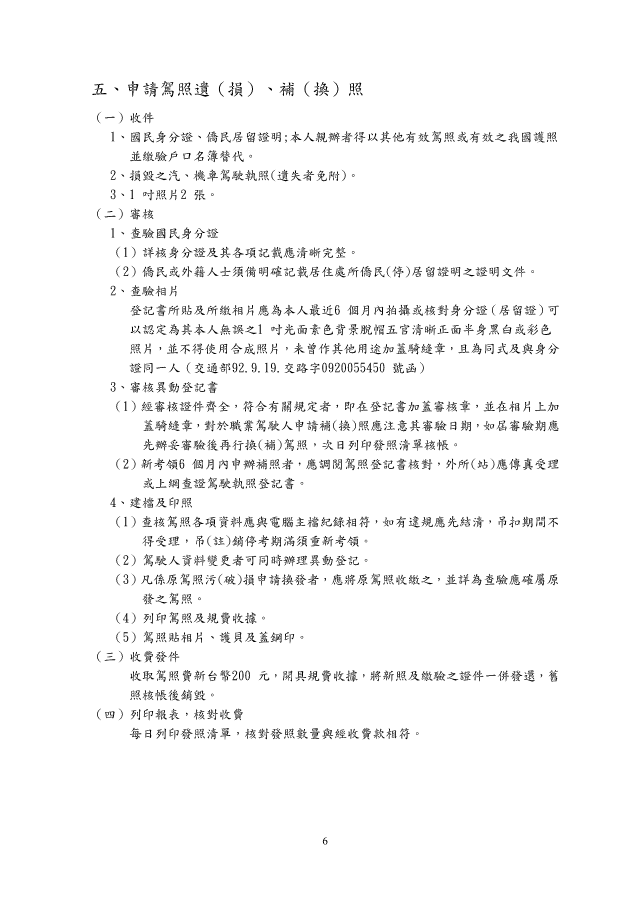 五、申請駕照遺（損）、補（換）照
（一）收件
1、國民身分證、僑民居留證明;本人親辦者得以其他有效駕照或有效之我國護照
並繳驗戶口名簿替代。
2、損毀之汽、機車駕駛執照(遺失者免附)。
3、1 吋照片2 張。
（二）審核
1、查驗國民身分證
（1）詳核身分證及其各項記載應清晰完整。
（2）僑民或外籍人士須備明確記載居住處所僑民(停)居留證明之證明文件。
2、查驗相片
登記書所貼及所繳相片應為本人最近6 個月內拍攝或核對身分證（居留證）可
以認定為其本人無誤之1 吋光面素色背景脫帽五官清晰正面半身黑白或彩色
照片，並不得使用合成照片，未曾作其他用途加蓋騎縫章，且為同式及與身分
證同一人（交通部92.9.19.交路字0920055450 號函）
3、審核異動登記書
（1）經審核證件齊全，符合有關規定者，即在登記書加蓋審核章，並在相片上加
蓋騎縫章，對於職業駕駛人申請補(換)照應注意其審驗日期，如屆審驗期應
先辦妥審驗後再行換(補)駕照，次日列印發照清單核帳。
（2）新考領6 個月內申辦補照者，應調閱駕照登記書核對，外所(站)應傳真受理
或上網查證駕駛執照登記書。
4、建檔及印照
（1）查核駕照各項資料應與電腦主檔紀錄相符，如有違規應先結清，吊扣期間不
得受理，吊(註)銷停考期滿須重新考領。
（2）駕駛人資料變更者可同時辦理異動登記。
（3）凡係原駕照污(破)損申請換發者，應將原駕照收繳之，並詳為查驗應確屬原
發之駕照。
（4）列印駕照及規費收據。
（5）駕照貼相片、護貝及蓋鋼印。
（三）收費發件
收取駕照費新台幣200 元，開具規費收據，將新照及繳驗之證件一併發還，舊
照核帳後銷毀。
（四）列印報表，核對收費
每日列印發照清單，核對發照數量與經收費款相符。
6